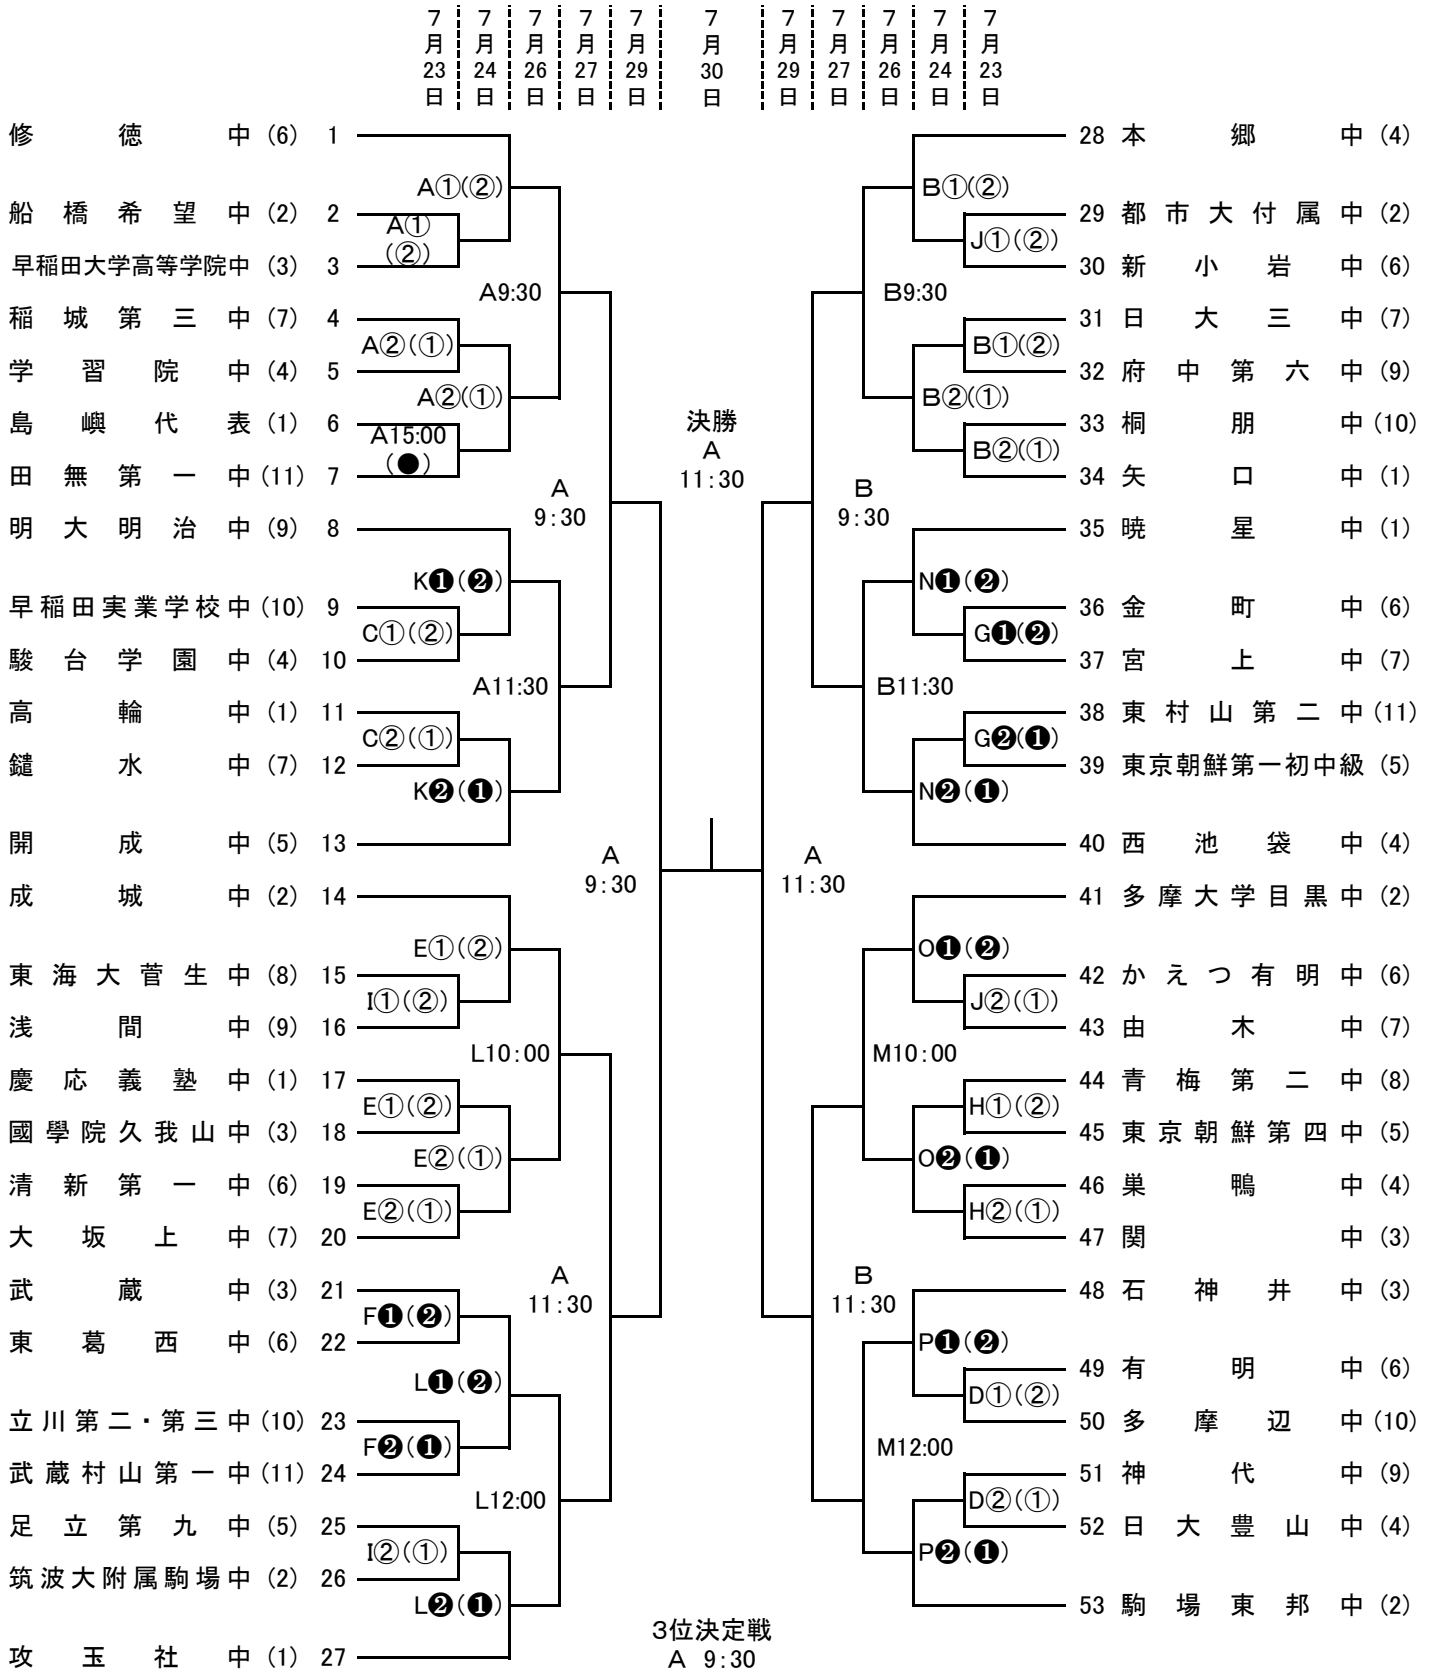 7月23日 7月24日 7月26日 7月27日 7月29日 7月30日 7月29日 7月27日 7月26日 7月24日 7月23日
修徳中 (6) 1
船橋希望中 (2) 2
早稲田大学高等学院中 (3) 3
稲城第三中 (7) 4
学習院中 (4) 5
島嶼代表 (1) 6
田無第一中 (11) 7
明大明治中 (9) 8
早稲田実業学校中 (10) 9
駿台学園中 (4) 10
高輪中 (1) 11
鑓水中 (7) 12
開成中 (5) 13
成城中 (2) 14
東海大菅生中 (8) 15
浅間中 (9) 16
慶応義塾中 (1) 17
國學院久我山中 (3) 18
清新第一中 (6) 19
大坂上中 (7) 20
武蔵中 (3) 21
東葛西中 (6) 22
立川第二・第三中 (10) 23
武蔵村山第一中 (11) 24
足立第九中 (5) 25
筑波大附属駒場中 (2) 26
攻玉社中 (1) 27
A①
(②)
A②(①)
A15:00
(●)
C①(②)
C②(①)
I①(②)
E①(②)
E②(①)
F❶(❷)
F❷(❶)
I②(①)
A①(②)
A②(①)
K❶(❷)
K❷(❶)
E①(②)
E②(①)
L❶(❷)
L❷(❶)
A9:30
A11:30
L10:00
L12:00
A
9:30
A
11:30
A
9:30
決勝
A
11:30
3位決定戦
A 9:30
A
11:30
B
9:30
B
11:30
B9:30
B11:30
M10:00
M12:00
B①(②)
B②(①)
N❶(❷)
N❷(❶)
O❶(❷)
O❷(❶)
P❶(❷)
P❷(❶)
J①(②)
B①(②)
B②(①)
G❶(❷)
G❷(❶)
J②(①)
H①(②)
H②(①)
D①(②)
D②(①)
28 本郷中 (4)
29 都市大付属中 (2)
30 新小岩中 (6)
31 日大三中 (7)
32 府中第六中 (9)
33 桐朋中 (10)
34 矢口中 (1)
35 暁星中 (1)
36 金町中 (6)
37 宮上中 (7)
38 東村山第二中 (11)
39 東京朝鮮第一初中級 (5)
40 西池袋中 (4)
41 多摩大学目黒中 (2)
42 かえつ有明中 (6)
43 由木中 (7)
44 青梅第二中 (8)
45 東京朝鮮第四中 (5)
46 巣鴨中 (4)
47 関中 (3)
48 石神井中 (3)
49 有明中 (6)
50 多摩辺中 (10)
51 神代中 (9)
52 日大豊山中 (4)
53 駒場東邦中 (2)